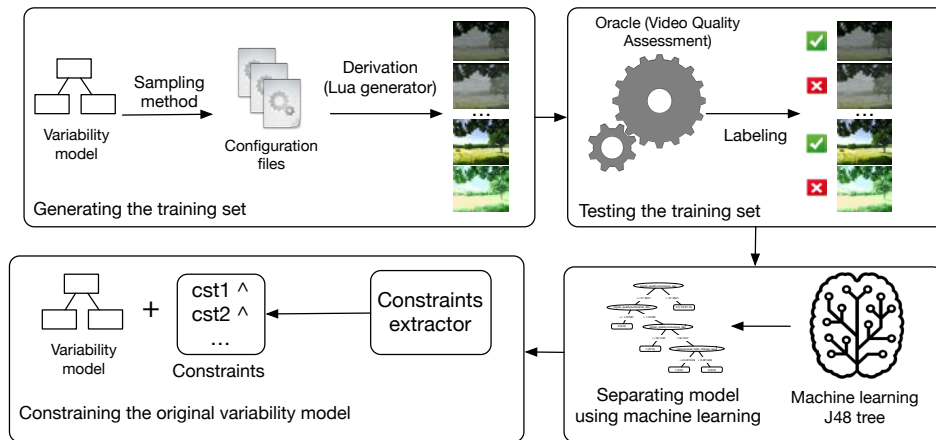 Sampling
method
Variability
model
Configuration
files
Derivation
(Lua generator)
...
Generating the training set
Oracle (Video Quality
Assessment)
Labeling
...
Testing the training set
Variability
model
+
cst1 ^
cst2 ^
...
Constraints
Constraints
extractor
Constraining the original variability model
Separating model
using machine learning
Machine learning
J48 tree